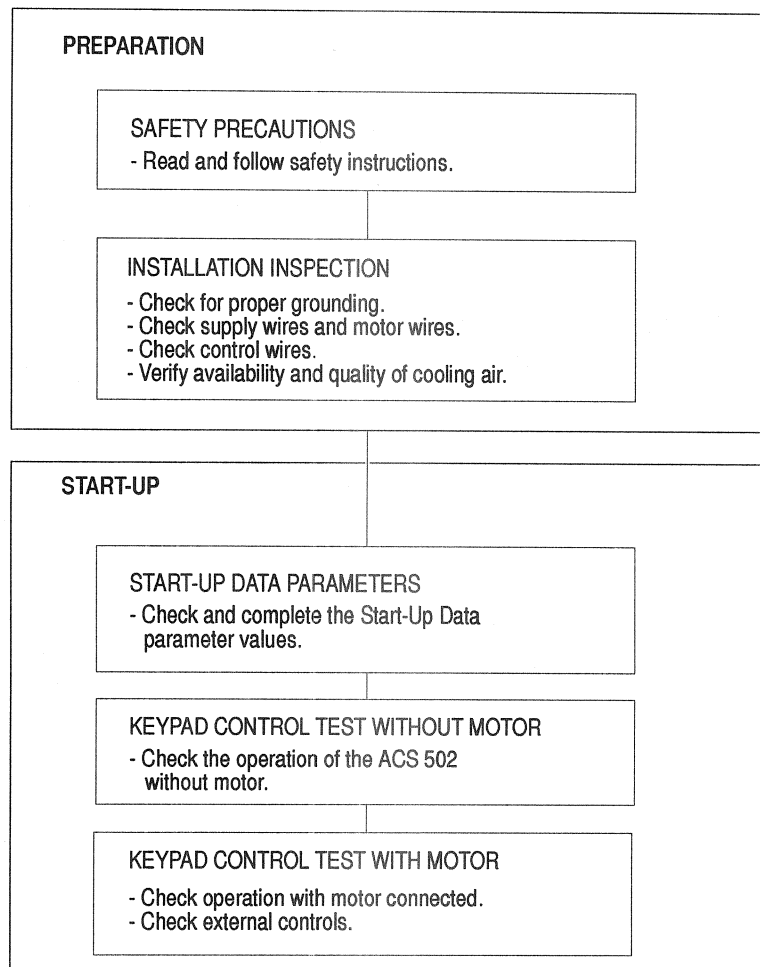 PREPARATION
SAFETY PRECAUTIONS
- Read and follow safety instructions.
INSTALLATION INSPECTION
- Check for proper grounding.
- Check supply wires and motor wires.
- Check control wires.
- Verify availability and quality of cooling air.
START-UP
START-UP DATA PARAMETERS
- Check and complete the Start-Up Data
parameter values.
KEYPAD CONTROL TEST WITHOUT MOTOR
- Check the operation of the ACS 502
without motor.
KEYPAD CONTROL TEST WITH MOTOR
- Check operation with motor connected.
- Check external controls.